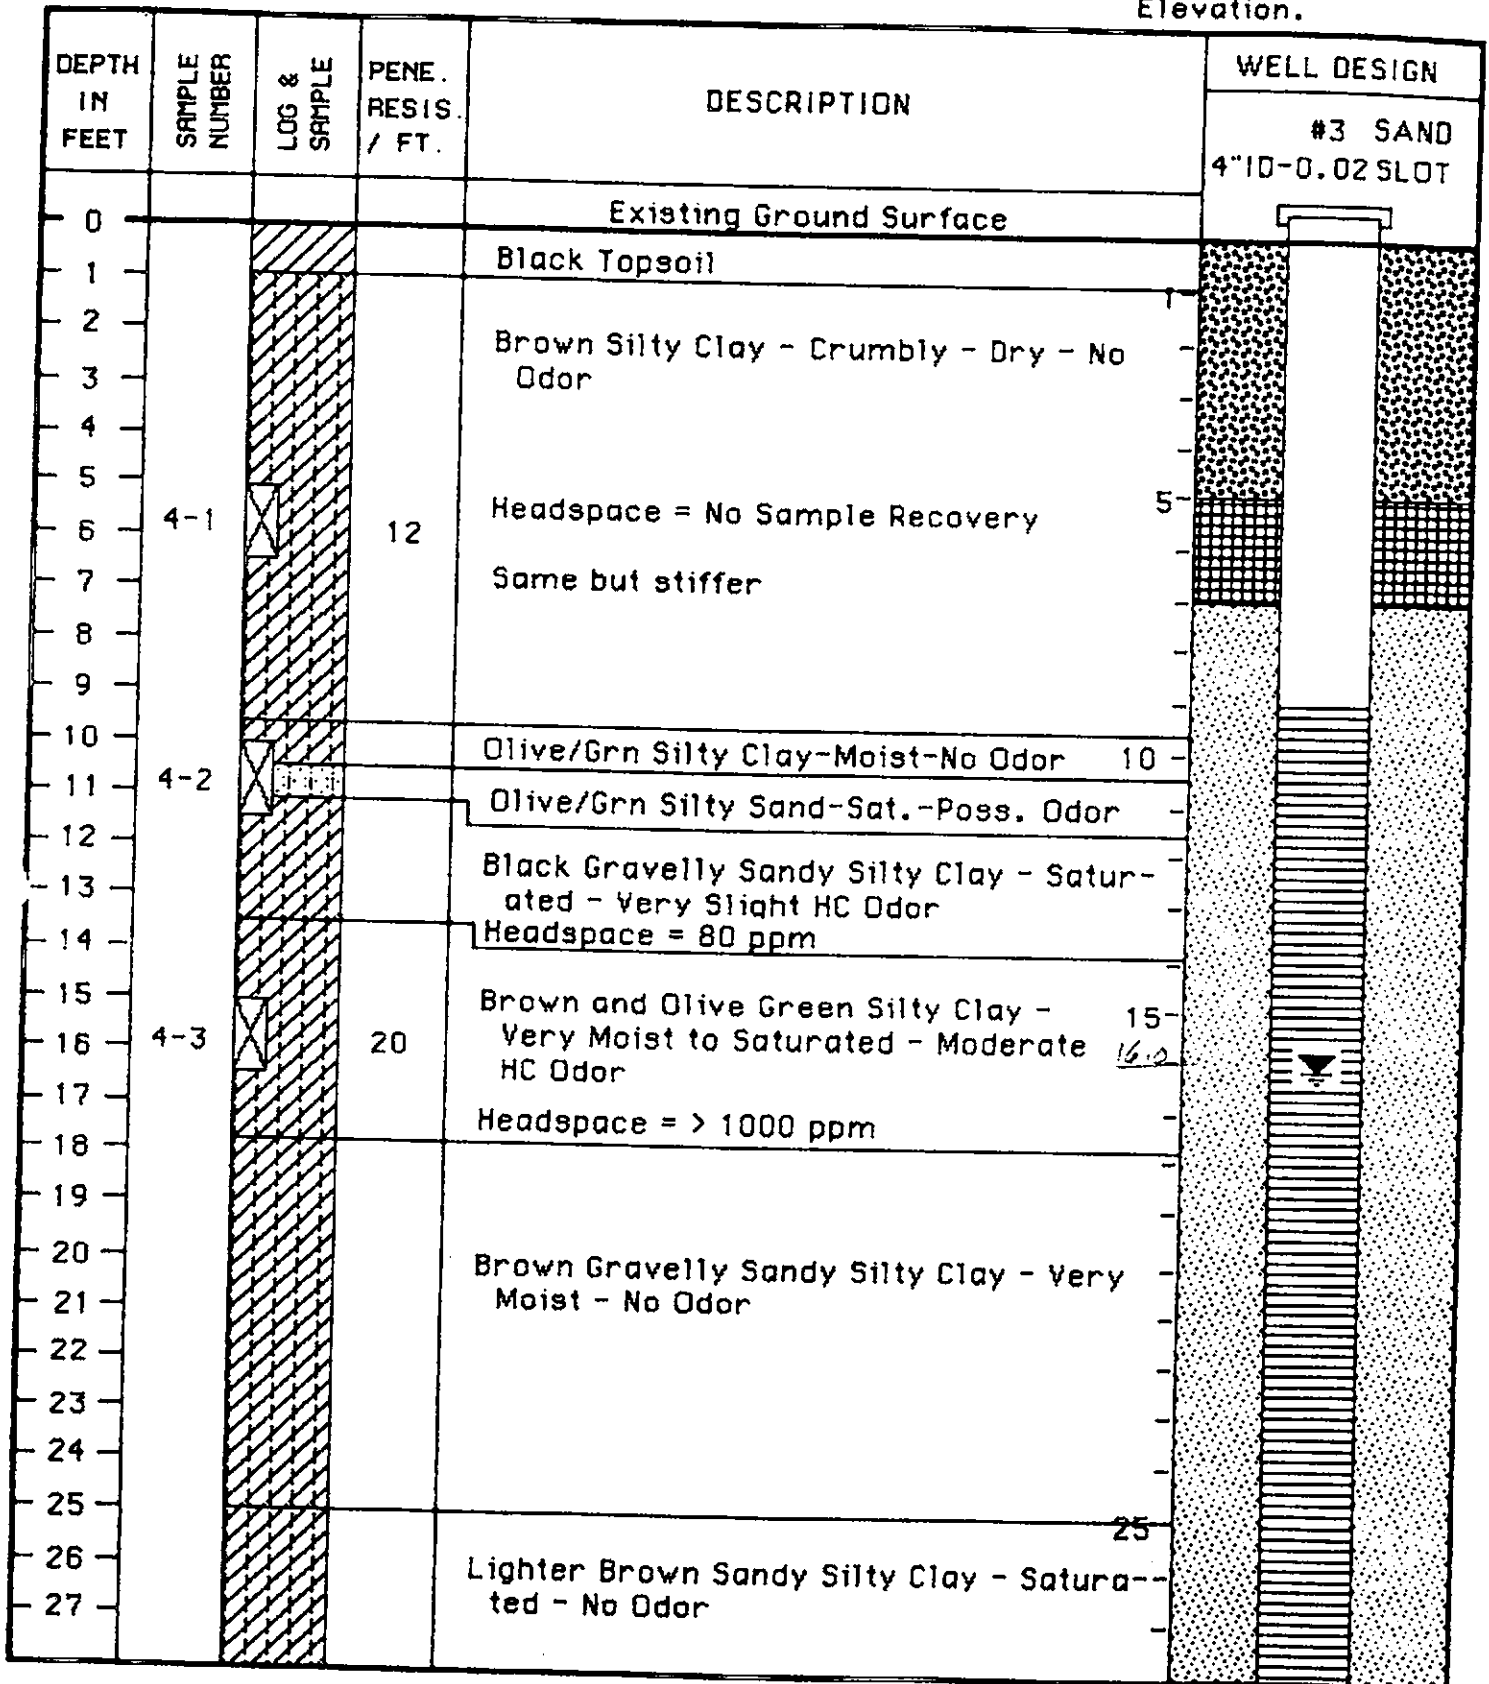 Elevation.
DEPTH IN FEET
SAMPLE NUMBER
LOG & SAMPLE
PENE. RESIS. / FT.
DESCRIPTION
WELL DESIGN
#3 SAND
4"ID-0.02 SLOT
0
Existing Ground Surface
Black Topsoil
1
1
2
Brown Silty Clay - Crumbly - Dry - No
Odor
3
4
5
5
4-1
12
Headspace = No Sample Recovery
6
7
Same but stiffer
8
9
10
Olive/Grn Silty Clay-Moist-No Odor
10
11
4-2
Olive/Grn Silty Sand-Sat.-Poss. Odor
12
Black Gravelly Sandy Silty Clay - Satur-
13
ated - Very Slight HC Odor
14
Headspace = 80 ppm
15
Brown and Olive Green Silty Clay -
15
16
4-3
20
Very Moist to Saturated - Moderate
16.0
HC Odor
17
Headspace = > 1000 ppm
18
19
20
Brown Gravelly Sandy Silty Clay - Very
21
Moist - No Odor
22
23
24
25
25
26
Lighter Brown Sandy Silty Clay - Satura-
27
ted - No Odor